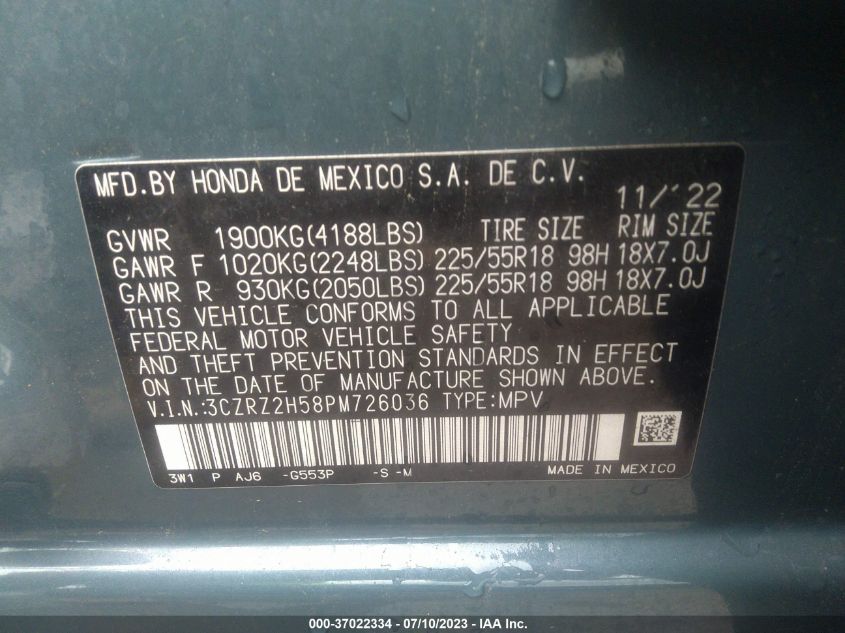 MFD.BY HONDA DE MEXICO S.A. DE C.V.
11/'22
GVWR 1900KG(4188LBS) TIRE SIZE RIM SIZE
GAWR F 1020KG(2248LBS) 225/55R18 98H 18X7.0J
GAWR R 930KG(2050LBS) 225/55R18 98H 18X7.0J
THIS VEHICLE CONFORMS TO ALL APPLICABLE
FEDERAL MOTOR VEHICLE SAFETY
AND THEFT PREVENTION STANDARDS IN EFFECT
ON THE DATE OF MANUFACTURE SHOWN ABOVE.
V.I.N.:3CZRZ2H58PM726036 TYPE:MPV
3W1 P AJ6 -G553P -S -M MADE IN MEXICO
000-37022334 / 07/10/2023 - IAA Inc.